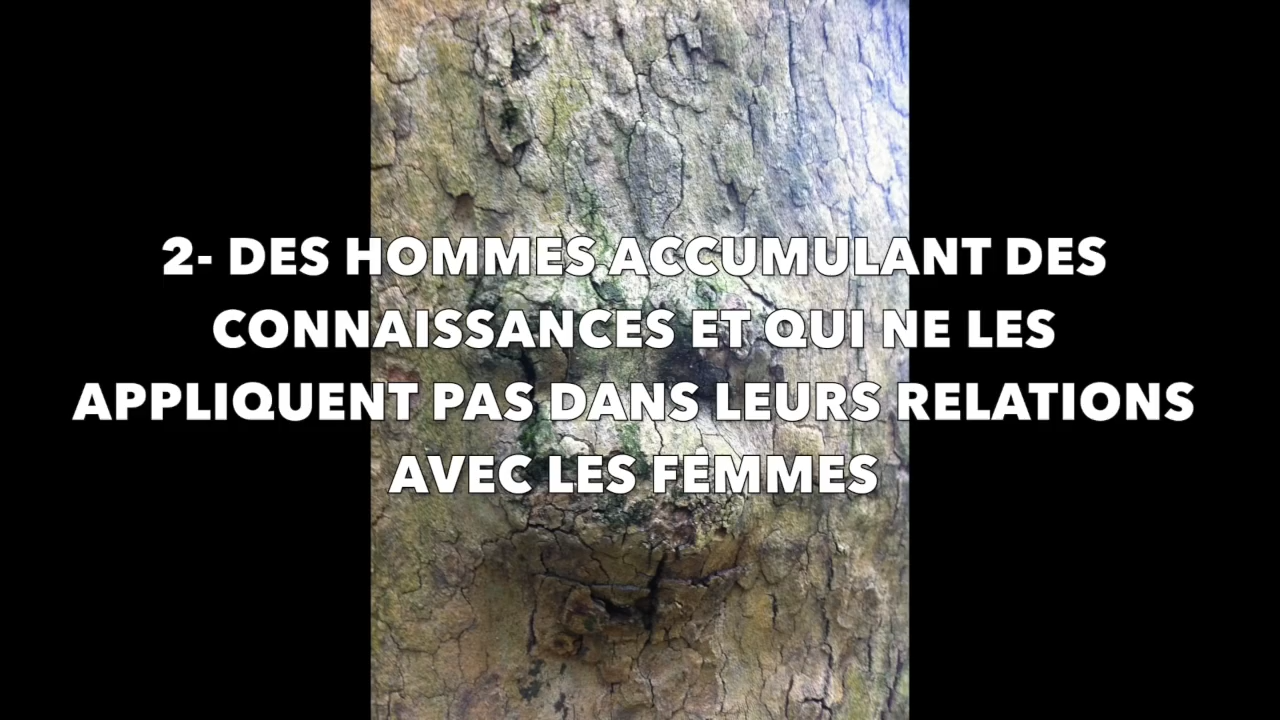 2- DES HOMMES ACCUMULANT DES
CONNAISSANCES ET QUI NE LES
APPLIQUENT PAS DANS LEURS RELATIONS
AVEC LES FEMMES